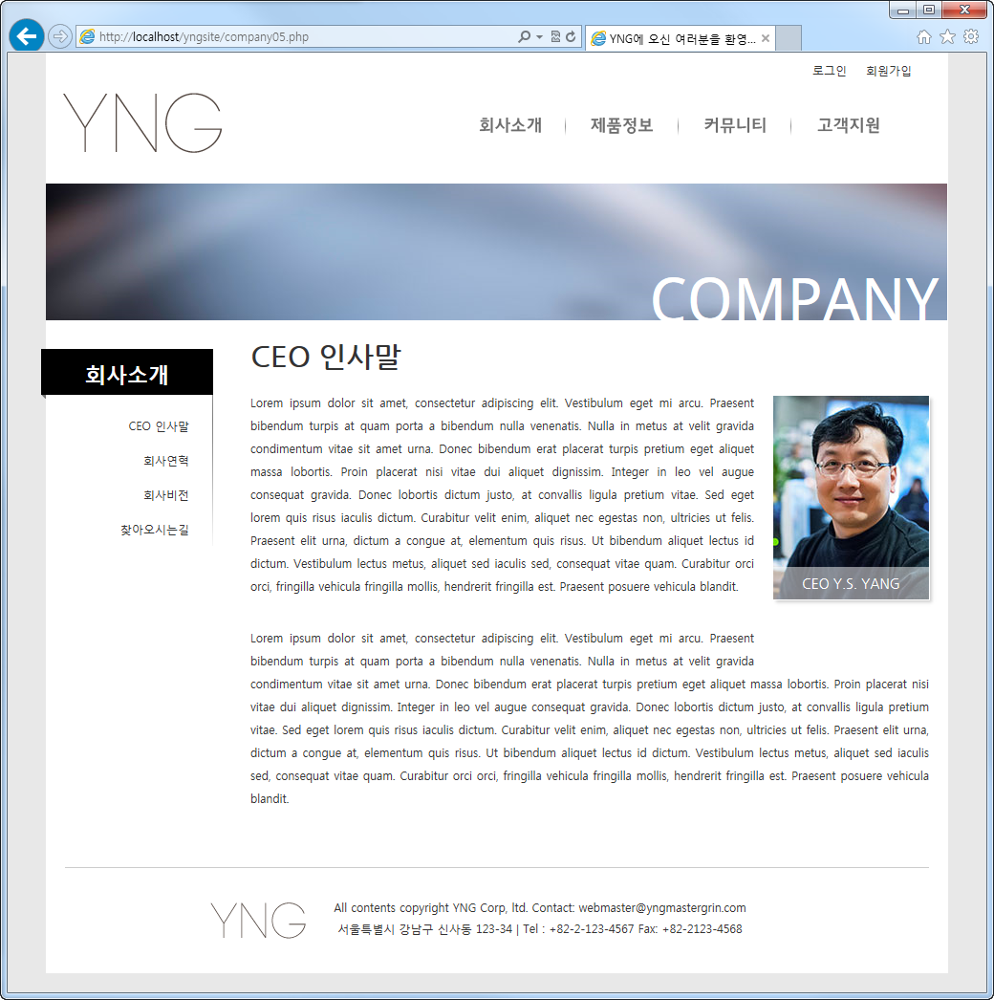 http://localhost/yngsite/company05.php
YNG에 오신 여러분을 환영...
로그인 회원가입
YNG
회사소개 제품정보 커뮤니티 고객지원
COMPANY
회사소개
CEO 인사말
회사연혁
회사비전
찾아오시는길
CEO 인사말
Lorem ipsum dolor sit amet, consectetur adipiscing elit. Vestibulum eget mi arcu. Praesent
bibendum turpis at quam porta a bibendum nulla venenatis. Nulla in metus at velit gravida
condimentum vitae sit amet urna. Donec bibendum erat placerat turpis pretium eget aliquet
massa lobortis. Proin placerat nisi vitae dui aliquet dignissim. Integer in leo vel augue
consequat gravida. Donec lobortis dictum justo, at convallis ligula pretium vitae. Sed eget
lorem quis risus iaculis dictum. Curabitur velit enim, aliquet nec egestas non, ultricies ut felis.
Praesent elit urna, dictum a congue at, elementum quis risus. Ut bibendum aliquet lectus id
dictum. Vestibulum lectus metus, aliquet sed iaculis sed, consequat vitae quam. Curabitur orci
orci, fringilla vehicula fringilla mollis, hendrerit fringilla est. Praesent posuere vehicula blandit.
CEO Y.S. YANG
Lorem ipsum dolor sit amet, consectetur adipiscing elit. Vestibulum eget mi arcu. Praesent
bibendum turpis at quam porta a bibendum nulla venenatis. Nulla in metus at velit gravida
condimentum vitae sit amet urna. Donec bibendum erat placerat turpis pretium eget aliquet massa lobortis. Proin placerat nisi
vitae dui aliquet dignissim. Integer in leo vel augue consequat gravida. Donec lobortis dictum justo, at convallis ligula pretium
vitae. Sed eget lorem quis risus iaculis dictum. Curabitur velit enim, aliquet nec egestas non, ultricies ut felis. Praesent elit urna,
dictum a congue at, elementum quis risus. Ut bibendum aliquet lectus id dictum. Vestibulum lectus metus, aliquet sed iaculis
sed, consequat vitae quam. Curabitur orci orci, fringilla vehicula fringilla mollis, hendrerit fringilla est. Praesent posuere vehicula
blandit.
YNG
All contents copyright YNG Corp, ltd. Contact: webmaster@yngmastergrin.com
서울특별시 강남구 신사동 123-34 | Tel : +82-2-123-4567 Fax: +82-2123-4568